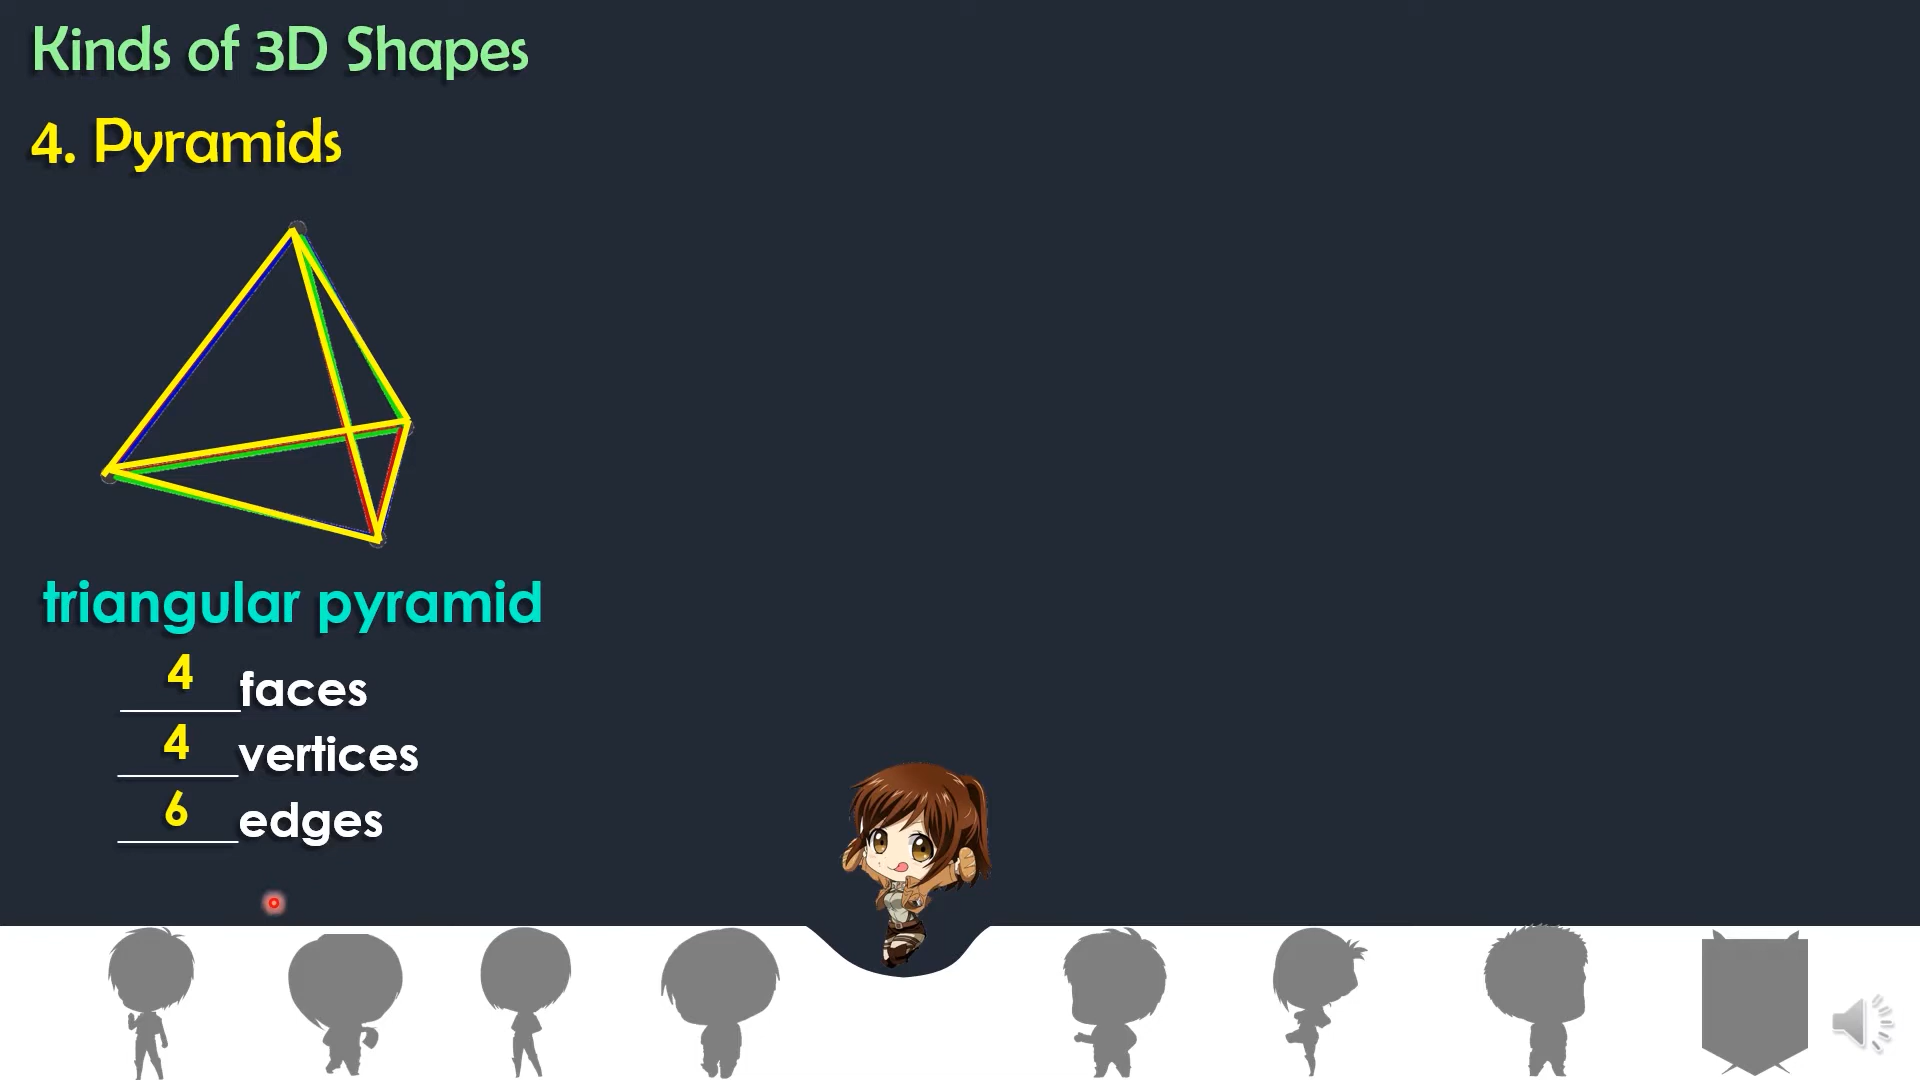 Kinds of 3D Shapes
4. Pyramids
triangular pyramid
4 faces
4 vertices
6 edges